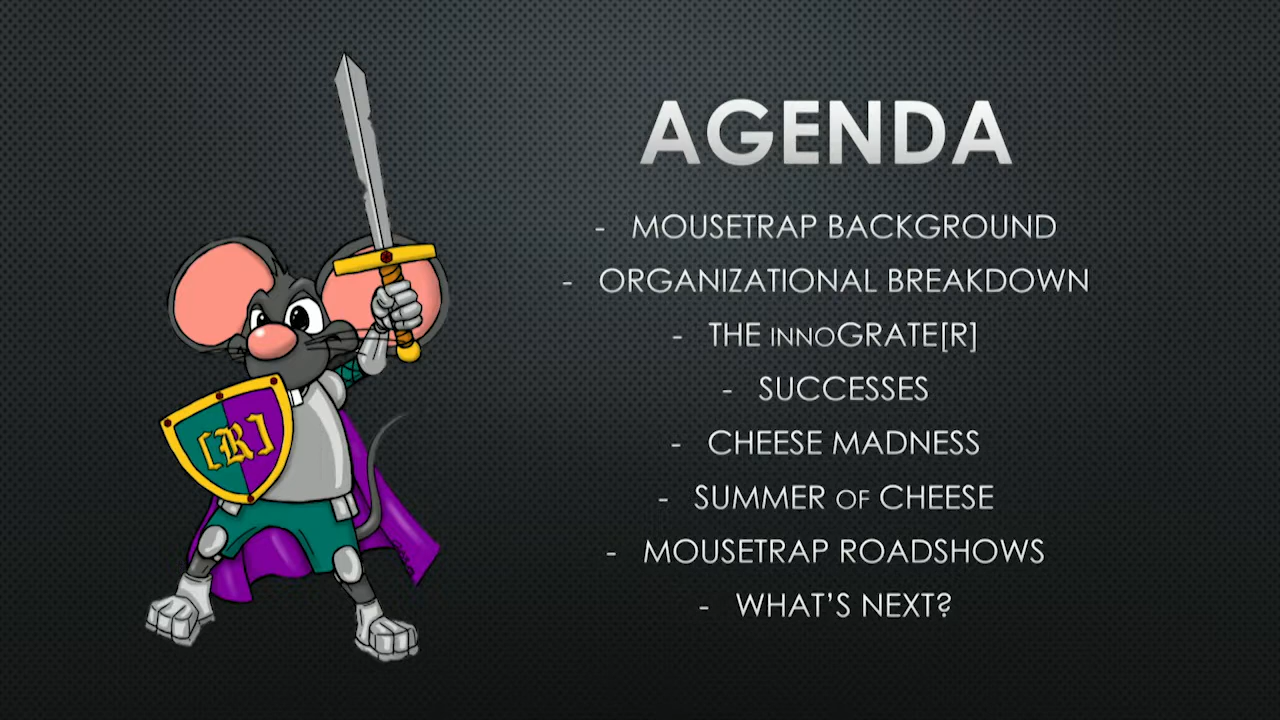 AGENDA
- MOUSETRAP BACKGROUND
- ORGANIZATIONAL BREAKDOWN
- THE INNOGRATE[R]
- SUCCESSES
- CHEESE MADNESS
- SUMMER OF CHEESE
- MOUSETRAP ROADSHOWS
- WHAT'S NEXT?
[R]